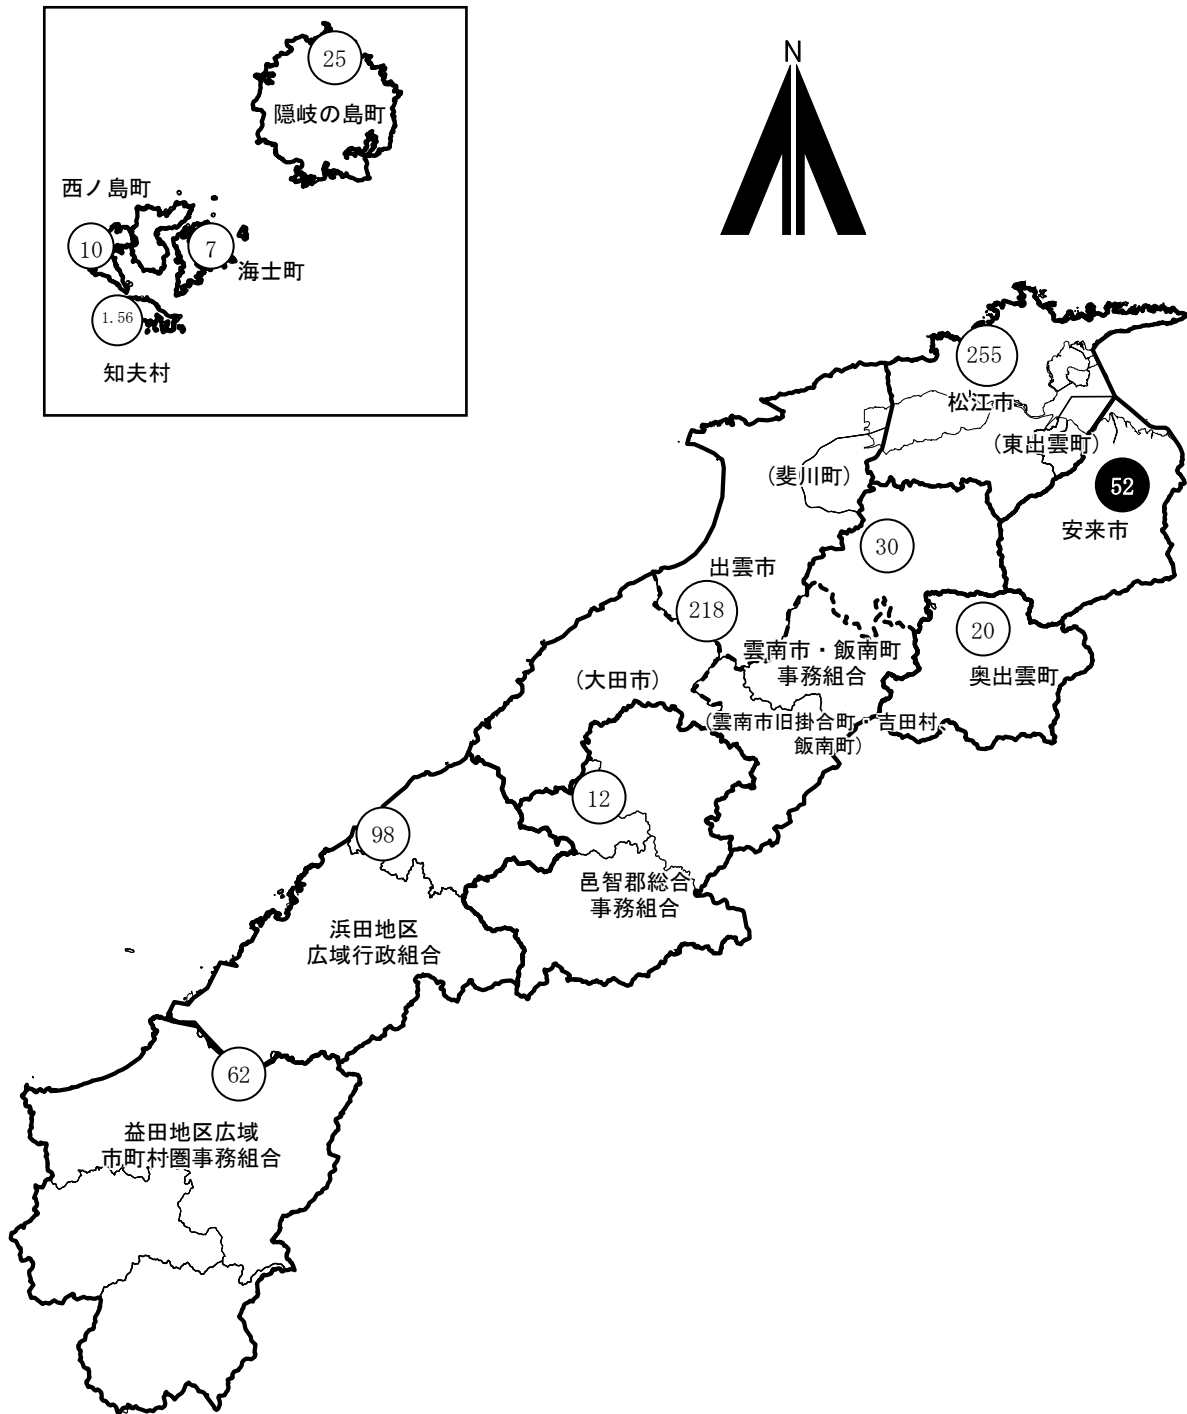 25
隠岐の島町
西ノ島町
10
7
海士町
1.56
知夫村
N
255
松江市
(東出雲町)
(斐川町)
52
安来市
30
出雲市
218
20
雲南市・飯南町
事務組合
奥出雲町
(大田市)
(雲南市旧掛合町・吉田村、
飯南町)
12
98
邑智郡総合
事務組合
浜田地区
広域行政組合
62
益田地区広域
市町村圏事務組合